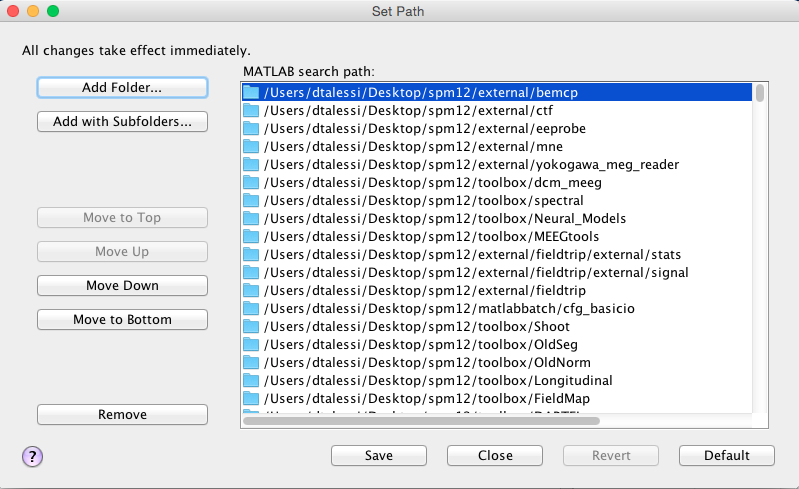 Set Path
All changes take effect immediately.
MATLAB search path:
Add Folder...
Add with Subfolders...
Move to Top
Move Up
Move Down
Move to Bottom
Remove
/Users/dtalessi/Desktop/spm12/external/bemcp
/Users/dtalessi/Desktop/spm12/external/ctf
/Users/dtalessi/Desktop/spm12/external/eeprobe
/Users/dtalessi/Desktop/spm12/external/mne
/Users/dtalessi/Desktop/spm12/external/yokogawa_meg_reader
/Users/dtalessi/Desktop/spm12/toolbox/dcm_meeg
/Users/dtalessi/Desktop/spm12/toolbox/spectral
/Users/dtalessi/Desktop/spm12/toolbox/Neural_Models
/Users/dtalessi/Desktop/spm12/toolbox/MEEGtools
/Users/dtalessi/Desktop/spm12/external/fieldtrip/external/stats
/Users/dtalessi/Desktop/spm12/external/fieldtrip/external/signal
/Users/dtalessi/Desktop/spm12/external/fieldtrip
/Users/dtalessi/Desktop/spm12/matlabbatch/cfg_basicio
/Users/dtalessi/Desktop/spm12/toolbox/Shoot
/Users/dtalessi/Desktop/spm12/toolbox/OldSeg
/Users/dtalessi/Desktop/spm12/toolbox/OldNorm
/Users/dtalessi/Desktop/spm12/toolbox/Longitudinal
/Users/dtalessi/Desktop/spm12/toolbox/FieldMap
?
Save
Close
Revert
Default